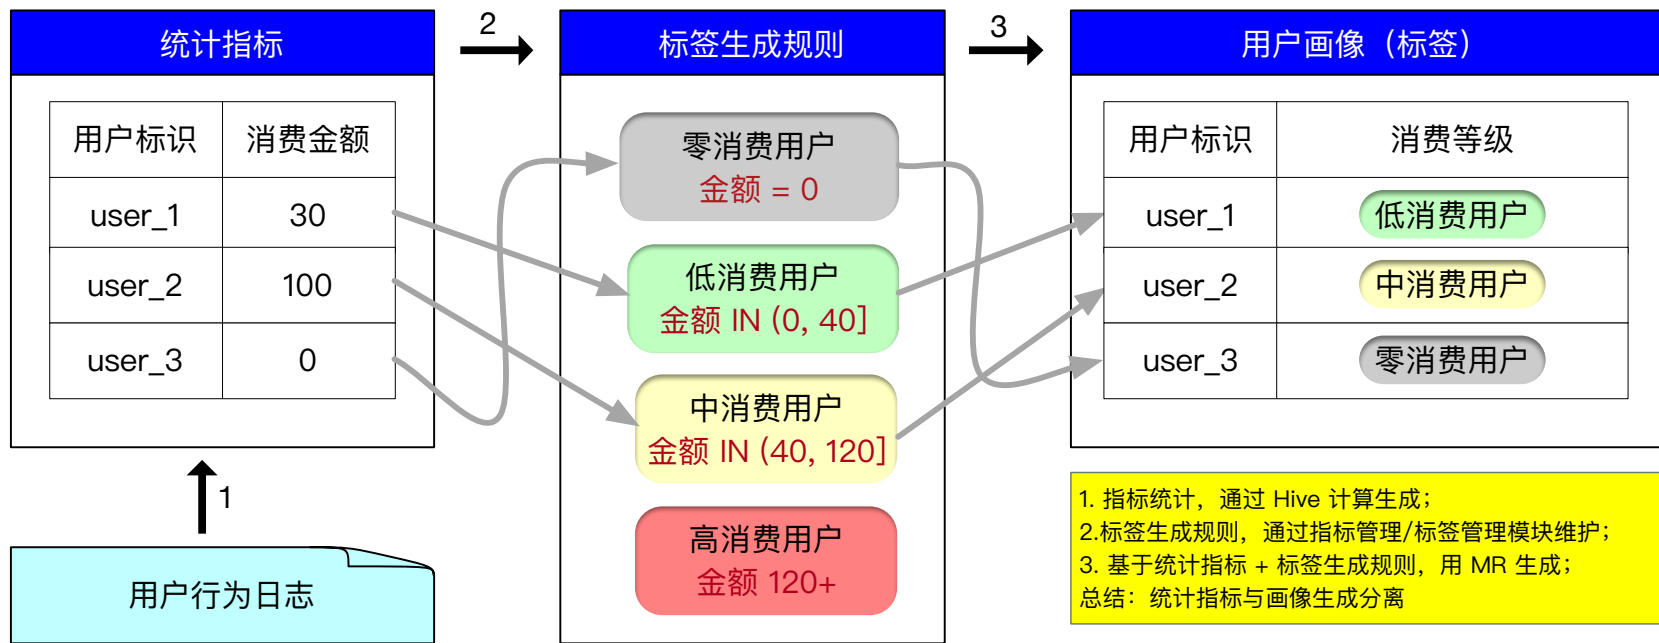 统计指标
用户标识 消费金额
user_1 30
user_2 100
user_3 0
1
用户行为日志
2
标签生成规则
零消费用户
金额 = 0
低消费用户
金额 IN (0, 40]
中消费用户
金额 IN (40, 120]
高消费用户
金额 120+
3
用户画像（标签）
用户标识 消费等级
user_1 低消费用户
user_2 中消费用户
user_3 零消费用户
1. 指标统计，通过 Hive 计算生成；
2.标签生成规则，通过指标管理/标签管理模块维护；
3. 基于统计指标 + 标签生成规则，用 MR 生成；
总结：统计指标与画像生成分离